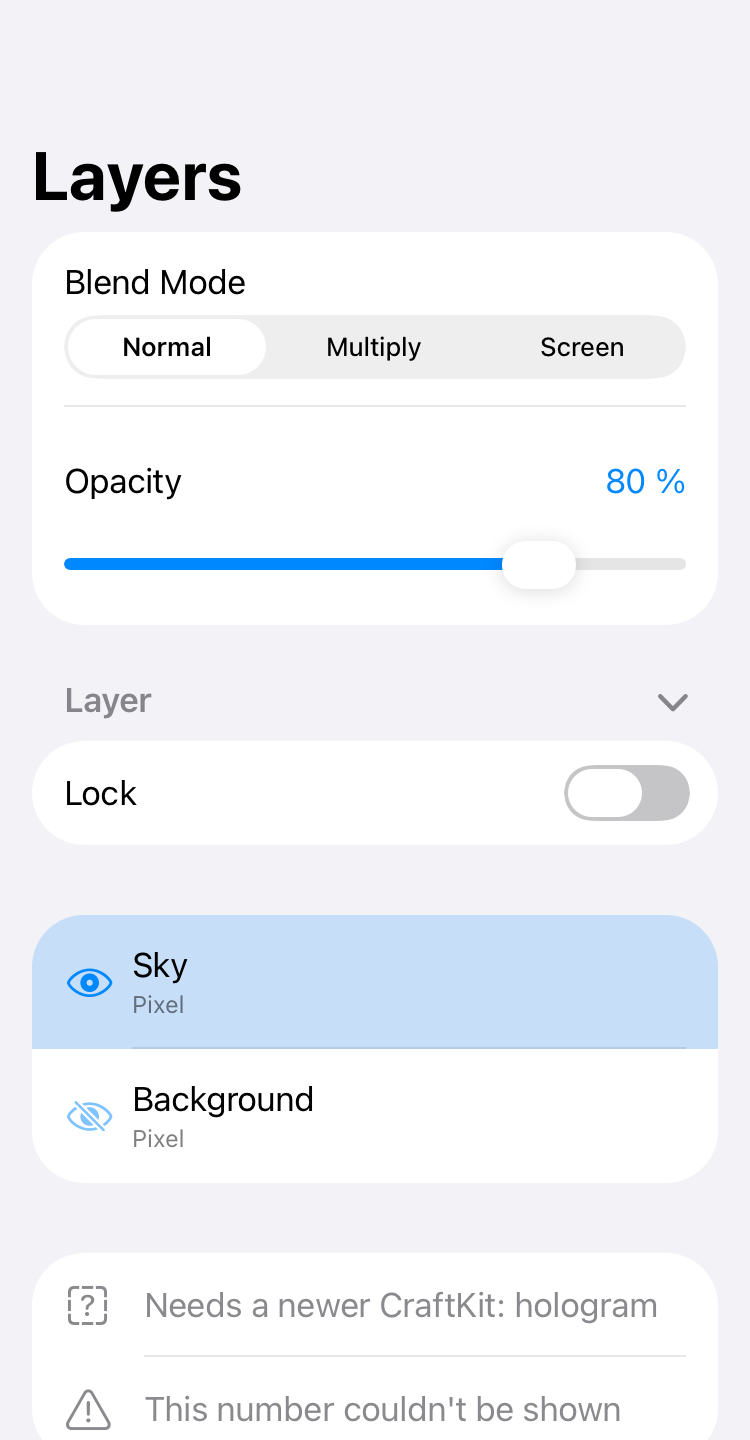 Layers
Blend Mode
Normal Multiply Screen
Opacity 80 %
Layer
Lock
Sky
Pixel
Background
Pixel
Needs a newer CraftKit: hologram
This number couldn't be shown